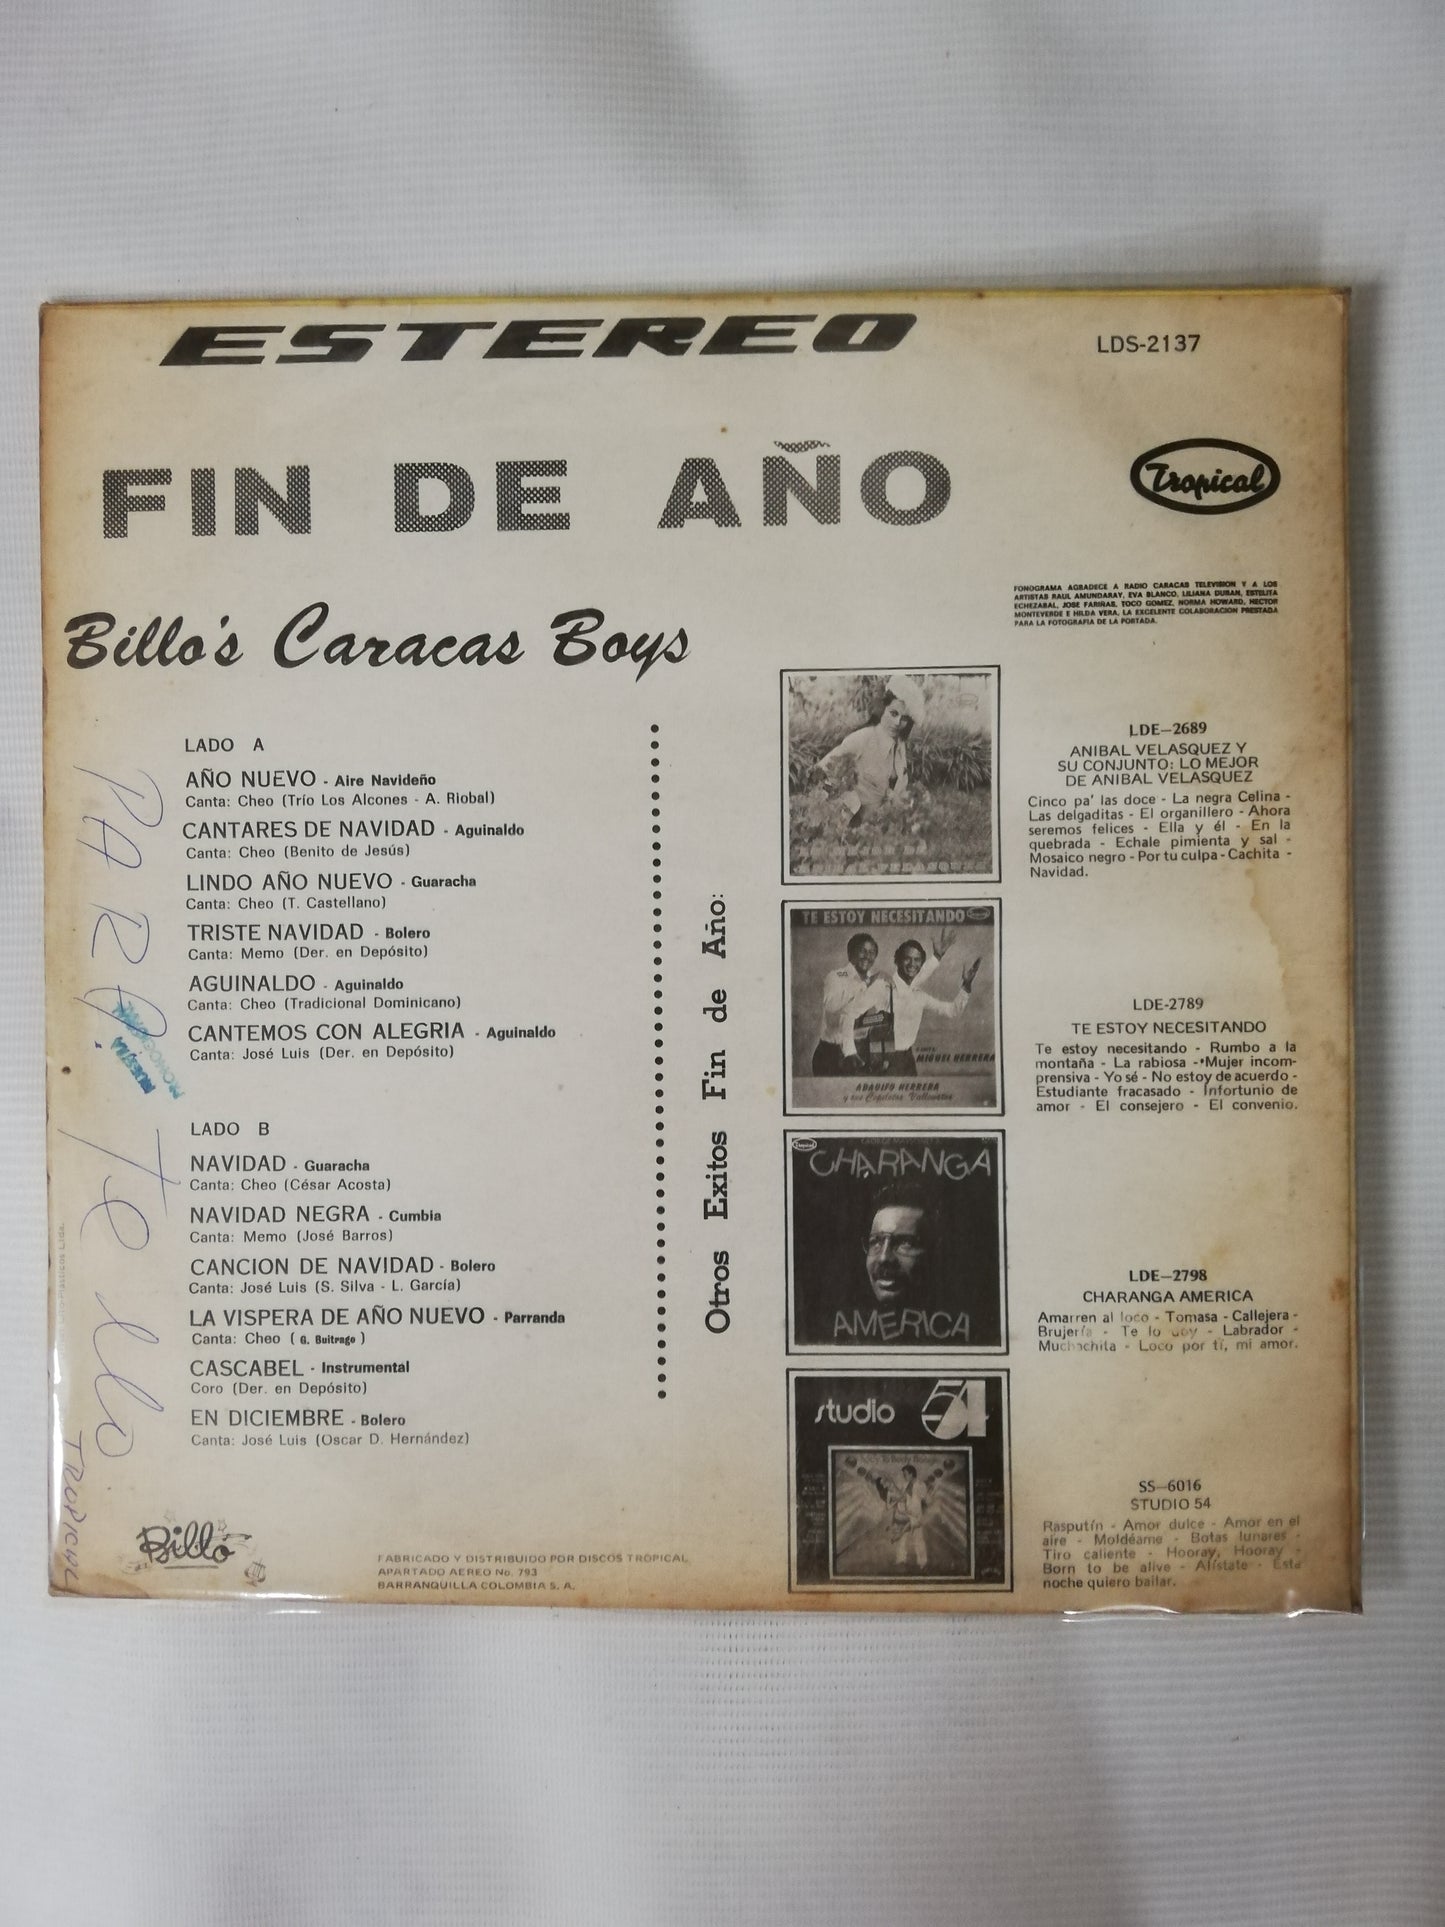 ESTEREO
LDS-2137
FIN DE AÑO
Tropical
Billo's Caracas Boys
FONOGRAMA AGRADECE A RADIO CARACAS TELEVISION Y A LOS
ARTISTAS RAUL AMUNDARAY, EVA BLANCO, LILIANA DURAN, ESTELITA
ECHEZABAL, JOSE FARIÑAS, TOCO GOMEZ, NORMA HOWARD, HECTOR
MONTEVERDE E HILDA VERA, LA EXCELENTE COLABORACION PRESTADA
PARA LA FOTOGRAFIA DE LA PORTADA.
LADO A
AÑO NUEVO - Aire Navideño
Canta: Cheo (Trío Los Alcones - A. Riobal)
CANTARES DE NAVIDAD - Aguinaldo
Canta: Cheo (Benito de Jesús)
LINDO AÑO NUEVO - Guaracha
Canta: Cheo (T. Castellano)
TRISTE NAVIDAD - Bolero
Canta: Memo (Der. en Depósito)
AGUINALDO - Aguinaldo
Canta: Cheo (Tradicional Dominicano)
CANTEMOS CON ALEGRIA - Aguinaldo
Canta: José Luis (Der. en Depósito)
LADO B
NAVIDAD - Guaracha
Canta: Cheo (César Acosta)
NAVIDAD NEGRA - Cumbia
Canta: Memo (José Barros)
CANCION DE NAVIDAD - Bolero
Canta: José Luis (S. Silva - L. García)
LA VISPERA DE AÑO NUEVO - Parranda
Canta: Cheo ( G. Buitrago )
CASCABEL - Instrumental
Coro (Der. en Depósito)
EN DICIEMBRE - Bolero
Canta: José Luis (Oscar D. Hernández)
Billo
FABRICADO Y DISTRIBUIDO POR DISCOS TROPICAL
APARTADO AEREO No. 793
BARRANQUILLA COLOMBIA S. A.
PARA
TROPICAL
Otros Exitos Fin de Año:
LDE-2689
ANIBAL VELASQUEZ Y
SU CONJUNTO: LO MEJOR
DE ANIBAL VELASQUEZ
Cinco pa' las doce - La negra Celina -
Las delgaditas - El organillero - Ahora
seremos felices - Ella y él - En la
quebrada - Echale pimienta y sal -
Mosaico negro - Por tu culpa - Cachita -
Navidad.
TE ESTOY NECESITANDO
MIGUEL HERRERA
ADAULFO HERRERA
LDE-2789
TE ESTOY NECESITANDO
Te estoy necesitando - Rumbo a la
montaña - La rabiosa - Mujer incom-
prensiva - Yo sé - No estoy de acuerdo -
Estudiante fracasado - Infortunio de
amor - El consejero - El convenio.
CHARANGA
AMERICA
LDE-2798
CHARANGA AMERICA
Amarren al loco - Tomasa - Callejera -
Brujería - Te lo doy - Labrador -
Muchachita - Loco por tí, mi amor.
studio 54
SS-6016
STUDIO 54
Rasputín - Amor dulce - Amor en el
aire - Moldéame - Botas lunares -
Tiro caliente - Hooray, Hooray -
Born to be alive - Alístate - Esta
noche quiero bailar.